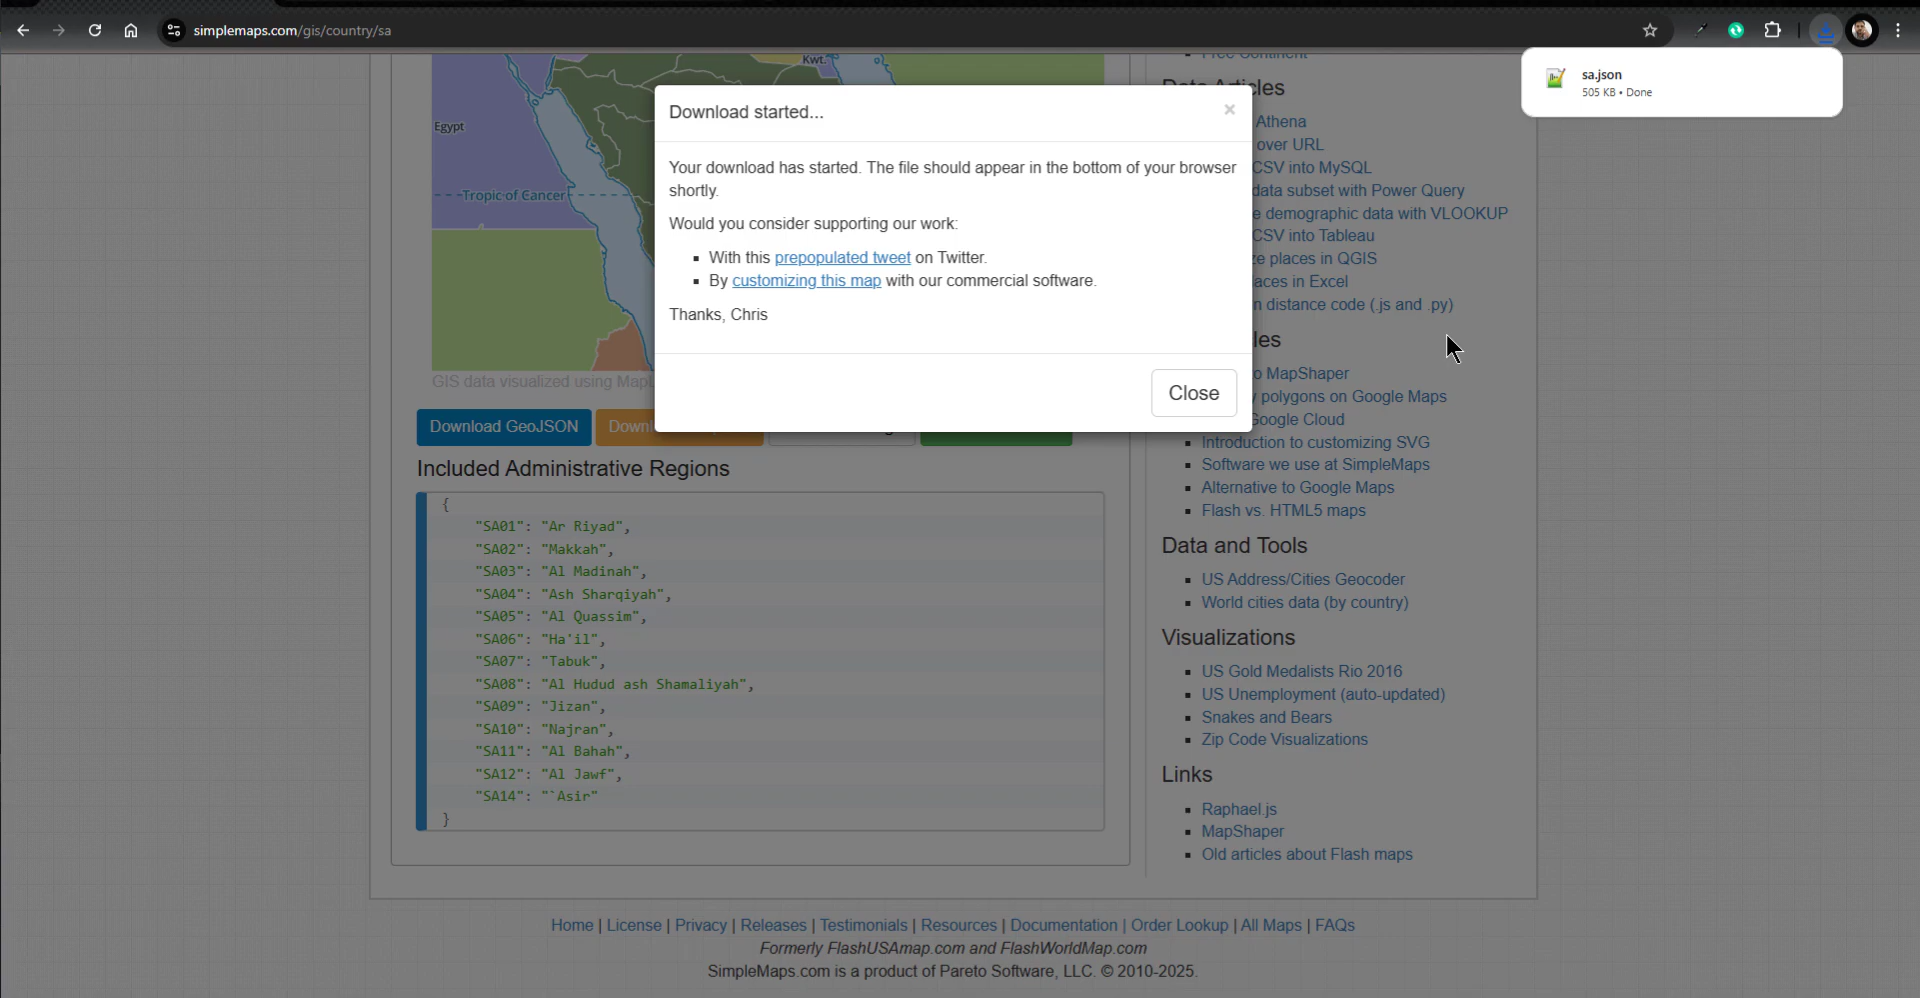 simplemaps.com/gis/country/sa
sa.json
505 KB • Done
Kwt.
Egypt
Tropic of Cancer
GIS data visualized using
Download GeoJSON
Included Administrative Regions
{
"SA01": "Ar Riyad",
"SA02": "Makkah",
"SA03": "Al Madinah",
"SA04": "Ash Sharqiyah",
"SA05": "Al Quassim",
"SA06": "Ha'il",
"SA07": "Tabuk",
"SA08": "Al Hudud ash Shamaliyah",
"SA09": "Jizan",
"SA10": "Najran",
"SA11": "Al Bahah",
"SA12": "Al Jawf",
"SA14": "`Asir"
}
Download started...
×
Your download has started. The file should appear in the bottom of your browser
shortly.
Would you consider supporting our work:
▪ With this prepopulated tweet on Twitter.
▪ By customizing this map with our commercial software.
Thanks, Chris
Close
Athena
over URL
CSV into MySQL
data subset with Power Query
demographic data with VLOOKUP
CSV into Tableau
places in QGIS
in Excel
distance code (.js and .py)
to MapShaper
polygons on Google Maps
Google Cloud
▪ Introduction to customizing SVG
▪ Software we use at SimpleMaps
▪ Alternative to Google Maps
▪ Flash vs. HTML5 maps
Data and Tools
▪ US Address/Cities Geocoder
▪ World cities data (by country)
Visualizations
▪ US Gold Medalists Rio 2016
▪ US Unemployment (auto-updated)
▪ Snakes and Bears
▪ Zip Code Visualizations
Links
▪ Raphael.js
▪ MapShaper
▪ Old articles about Flash maps
Home | License | Privacy | Releases | Testimonials | Resources | Documentation | Order Lookup | All Maps | FAQs
Formerly FlashUSAmap.com and FlashWorldMap.com
SimpleMaps.com is a product of Pareto Software, LLC. © 2010-2025.